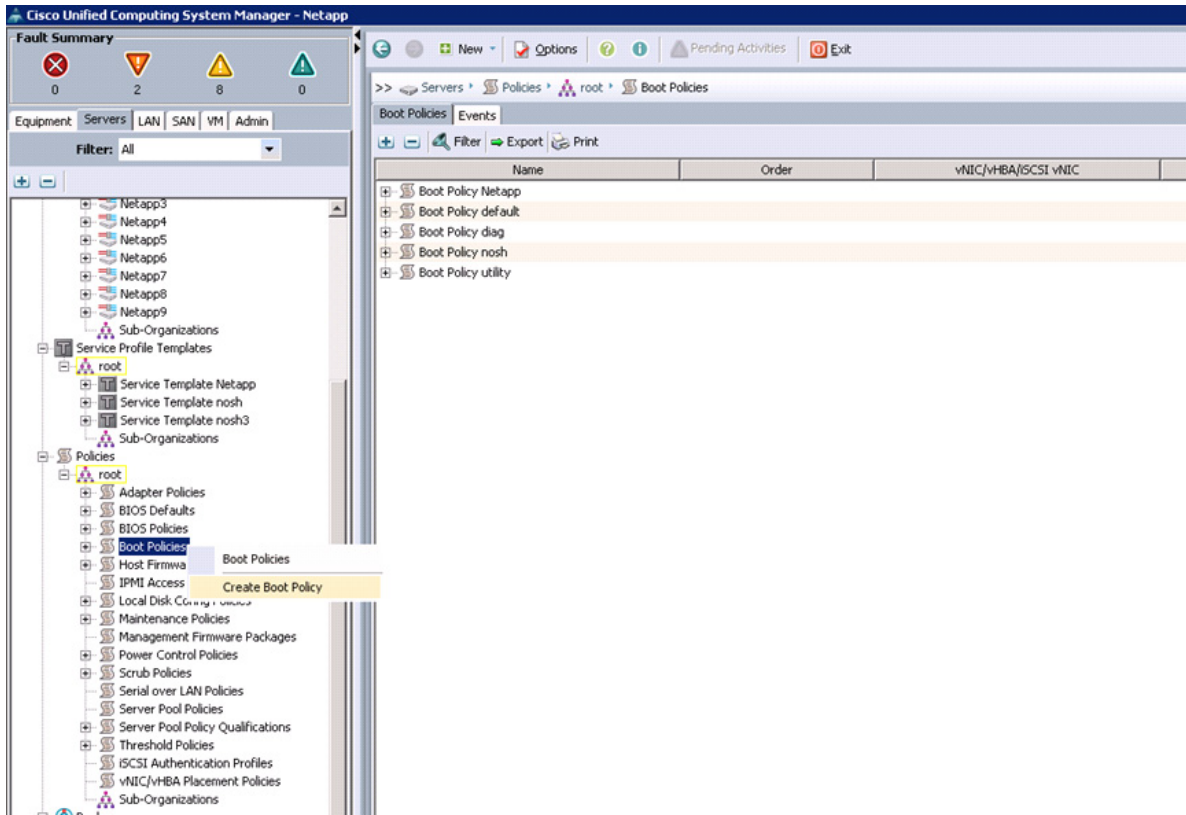 Cisco Unified Computing System Manager - Netapp
Fault Summary
0 2 8 0
Equipment Servers LAN SAN VM Admin
Filter: All
Netapp3
Netapp4
Netapp5
Netapp6
Netapp7
Netapp8
Netapp9
Sub-Organizations
Service Profile Templates
root
Service Template Netapp
Service Template nosh
Service Template nosh3
Sub-Organizations
Policies
root
Adapter Policies
BIOS Defaults
BIOS Policies
Boot Policies
Host Firmwa
IPMI Access
Local Disk Config Policies
Maintenance Policies
Management Firmware Packages
Power Control Policies
Scrub Policies
Serial over LAN Policies
Server Pool Policies
Server Pool Policy Qualifications
Threshold Policies
iSCSI Authentication Profiles
vNIC/vHBA Placement Policies
Sub-Organizations
Boot Policies
Create Boot Policy
New Options Pending Activities Exit
>> Servers Policies root Boot Policies
Boot Policies Events
Filter Export Print
Name Order vNIC/vHBA/iSCSI vNIC
Boot Policy Netapp
Boot Policy default
Boot Policy diag
Boot Policy nosh
Boot Policy utility